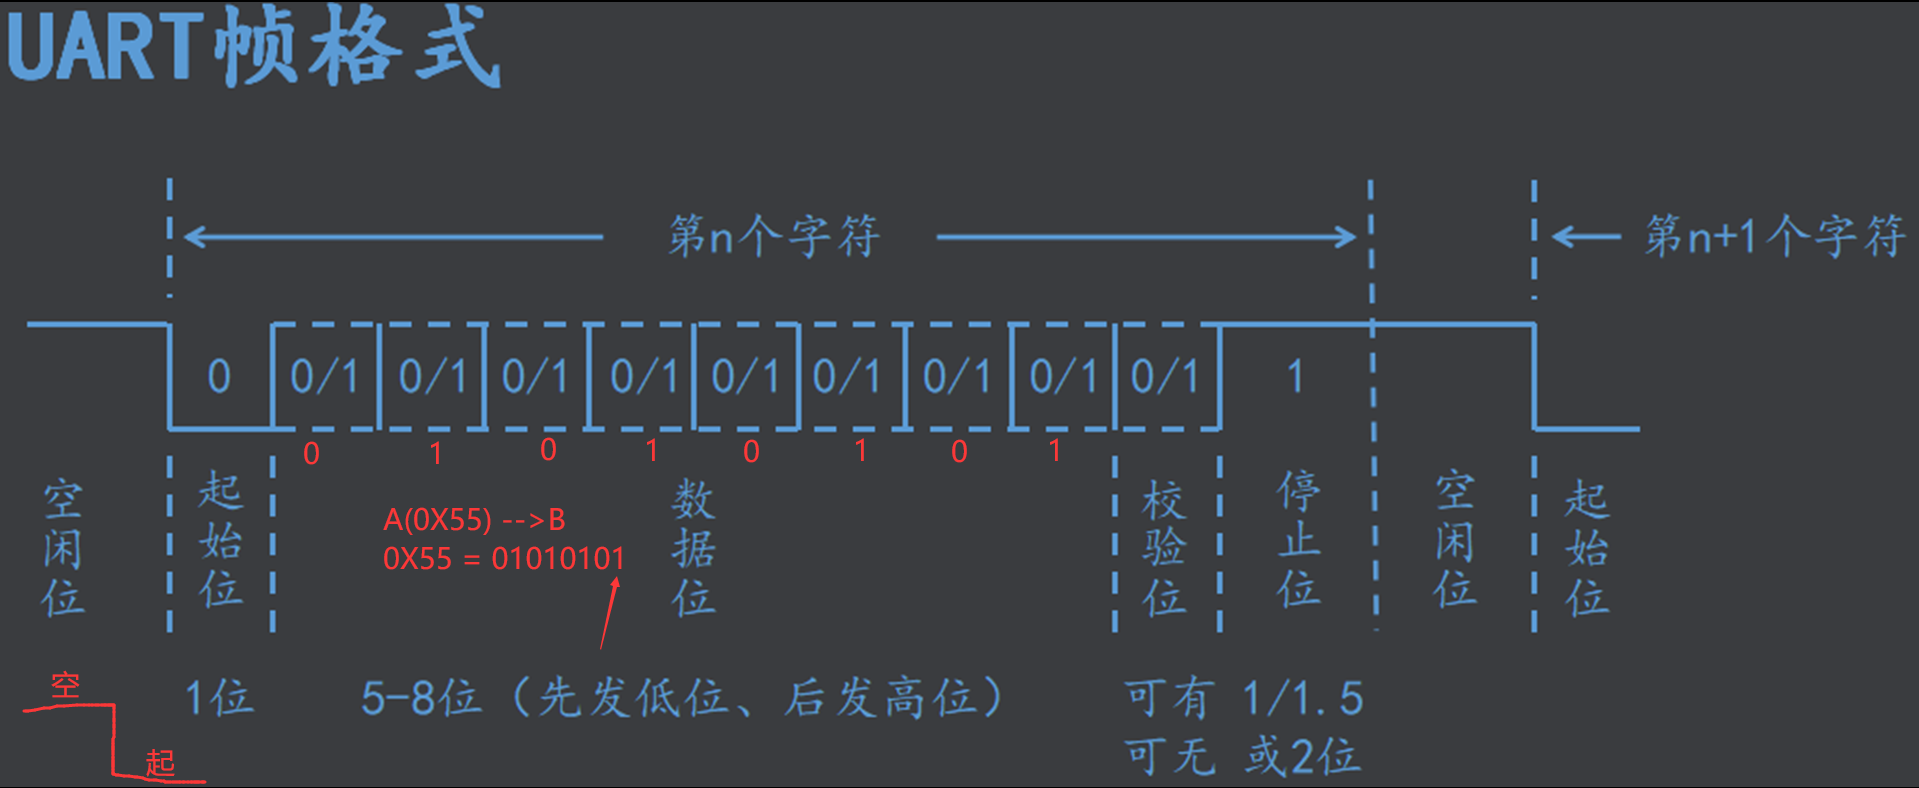 UART帧格式
第n个字符
第n+1个字符
0 0/1 0/1 0/1 0/1 0/1 0/1 0/1 0/1 0/1 1
0 1 0 1 0 1 0 1
空闲位
起始位
A(0X55) -->B
0X55 = 01010101
数据位
校验位
停止位
空闲位
起始位
空
起
1位
5-8位（先发低位、后发高位）
可有
可无
1/1.5
或2位